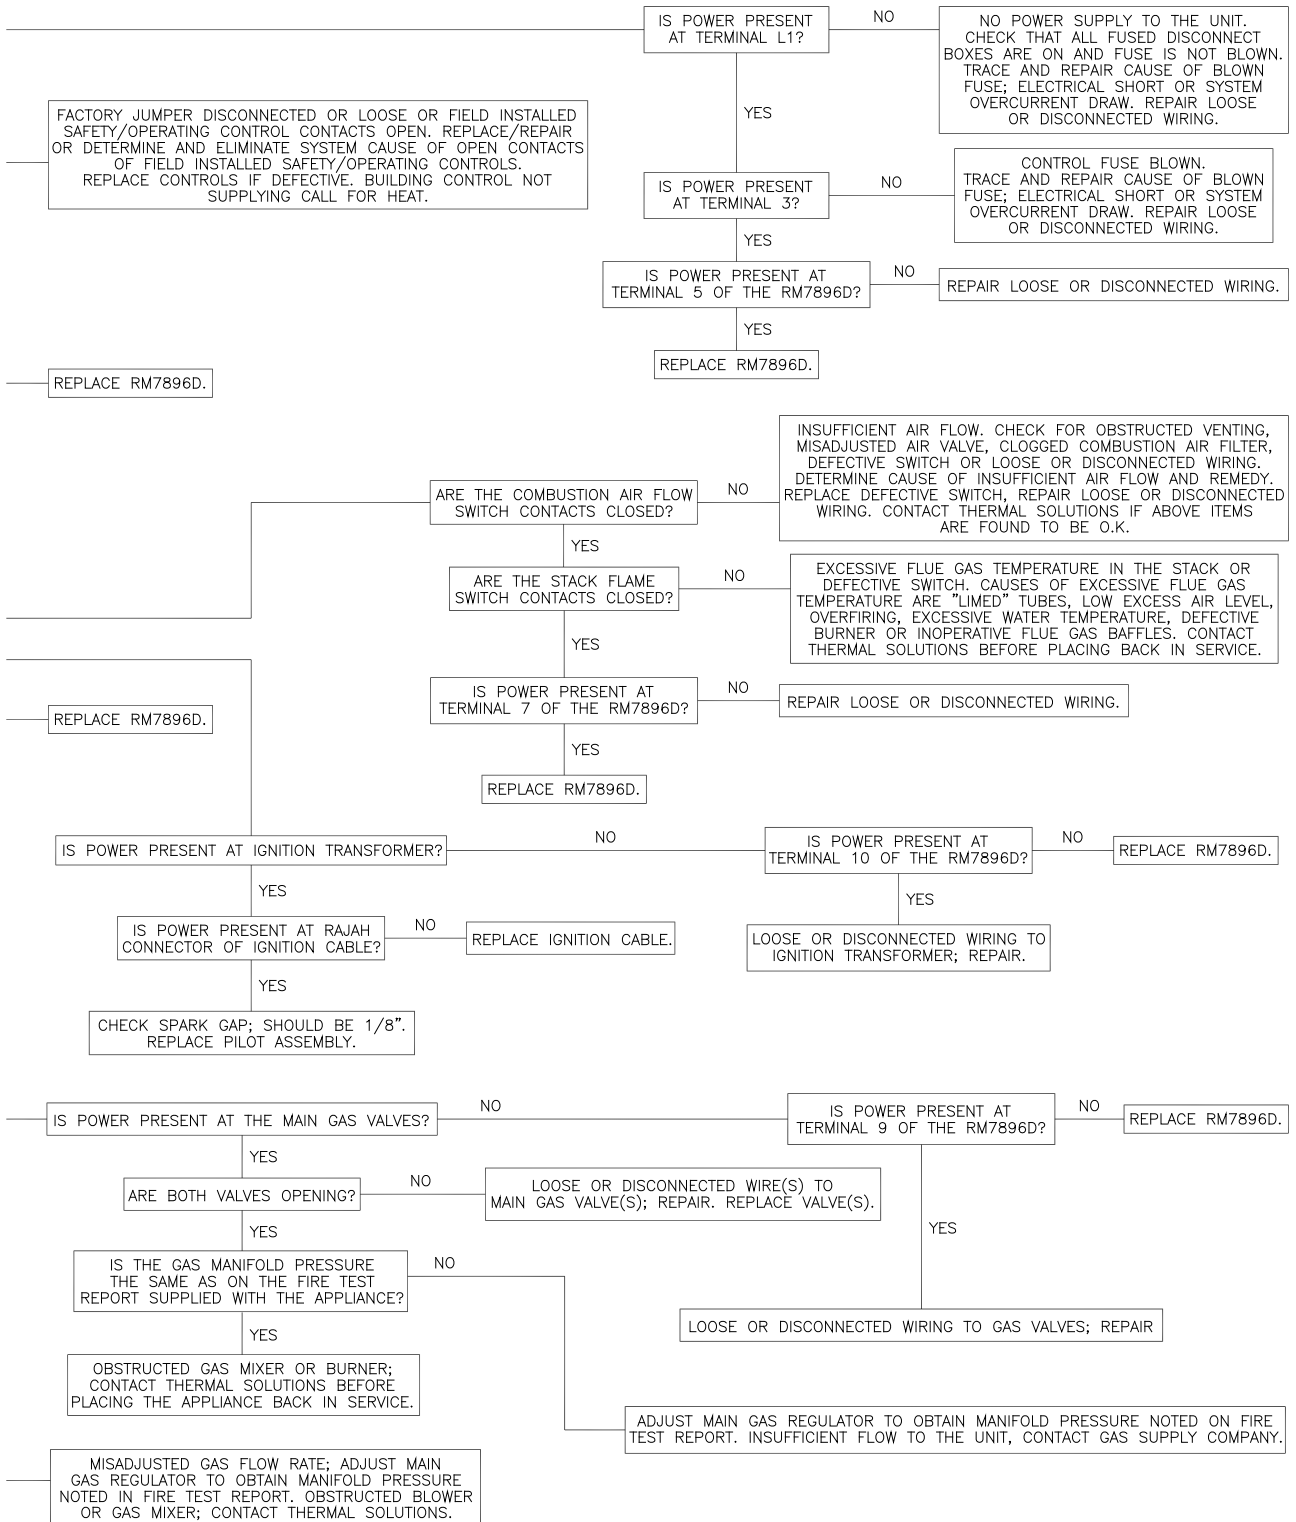 IS POWER PRESENT
AT TERMINAL L1?
NO
NO POWER SUPPLY TO THE UNIT.
CHECK THAT ALL FUSED DISCONNECT
BOXES ARE ON AND FUSE IS NOT BLOWN.
TRACE AND REPAIR CAUSE OF BLOWN
FUSE; ELECTRICAL SHORT OR SYSTEM
OVERCURRENT DRAW. REPAIR LOOSE
OR DISCONNECTED WIRING.
YES
FACTORY JUMPER DISCONNECTED OR LOOSE OR FIELD INSTALLED
SAFETY/OPERATING CONTROL CONTACTS OPEN. REPLACE/REPAIR
OR DETERMINE AND ELIMINATE SYSTEM CAUSE OF OPEN CONTACTS
OF FIELD INSTALLED SAFETY/OPERATING CONTROLS.
REPLACE CONTROLS IF DEFECTIVE. BUILDING CONTROL NOT
SUPPLYING CALL FOR HEAT.
IS POWER PRESENT
AT TERMINAL 3?
NO
CONTROL FUSE BLOWN.
TRACE AND REPAIR CAUSE OF BLOWN
FUSE; ELECTRICAL SHORT OR SYSTEM
OVERCURRENT DRAW. REPAIR LOOSE
OR DISCONNECTED WIRING.
YES
IS POWER PRESENT AT
TERMINAL 5 OF THE RM7896D?
NO
REPAIR LOOSE OR DISCONNECTED WIRING.
YES
REPLACE RM7896D.
REPLACE RM7896D.
ARE THE COMBUSTION AIR FLOW
SWITCH CONTACTS CLOSED?
NO
INSUFFICIENT AIR FLOW. CHECK FOR OBSTRUCTED VENTING,
MISADJUSTED AIR VALVE, CLOGGED COMBUSTION AIR FILTER,
DEFECTIVE SWITCH OR LOOSE OR DISCONNECTED WIRING.
DETERMINE CAUSE OF INSUFFICIENT AIR FLOW AND REMEDY.
REPLACE DEFECTIVE SWITCH, REPAIR LOOSE OR DISCONNECTED
WIRING. CONTACT THERMAL SOLUTIONS IF ABOVE ITEMS
ARE FOUND TO BE O.K.
YES
ARE THE STACK FLAME
SWITCH CONTACTS CLOSED?
NO
EXCESSIVE FLUE GAS TEMPERATURE IN THE STACK OR
DEFECTIVE SWITCH. CAUSES OF EXCESSIVE FLUE GAS
TEMPERATURE ARE "LIMED" TUBES, LOW EXCESS AIR LEVEL,
OVERFIRING, EXCESSIVE WATER TEMPERATURE, DEFECTIVE
BURNER OR INOPERATIVE FLUE GAS BAFFLES. CONTACT
THERMAL SOLUTIONS BEFORE PLACING BACK IN SERVICE.
YES
IS POWER PRESENT AT
TERMINAL 7 OF THE RM7896D?
NO
REPAIR LOOSE OR DISCONNECTED WIRING.
REPLACE RM7896D.
YES
REPLACE RM7896D.
IS POWER PRESENT AT IGNITION TRANSFORMER?
NO
IS POWER PRESENT AT
TERMINAL 10 OF THE RM7896D?
NO
REPLACE RM7896D.
YES
YES
IS POWER PRESENT AT RAJAH
CONNECTOR OF IGNITION CABLE?
NO
REPLACE IGNITION CABLE.
LOOSE OR DISCONNECTED WIRING TO
IGNITION TRANSFORMER; REPAIR.
YES
CHECK SPARK GAP; SHOULD BE 1/8".
REPLACE PILOT ASSEMBLY.
IS POWER PRESENT AT THE MAIN GAS VALVES?
NO
IS POWER PRESENT AT
TERMINAL 9 OF THE RM7896D?
NO
REPLACE RM7896D.
YES
ARE BOTH VALVES OPENING?
NO
LOOSE OR DISCONNECTED WIRE(S) TO
MAIN GAS VALVE(S); REPAIR. REPLACE VALVE(S).
YES
YES
IS THE GAS MANIFOLD PRESSURE
THE SAME AS ON THE FIRE TEST
REPORT SUPPLIED WITH THE APPLIANCE?
NO
LOOSE OR DISCONNECTED WIRING TO GAS VALVES; REPAIR
YES
OBSTRUCTED GAS MIXER OR BURNER;
CONTACT THERMAL SOLUTIONS BEFORE
PLACING THE APPLIANCE BACK IN SERVICE.
ADJUST MAIN GAS REGULATOR TO OBTAIN MANIFOLD PRESSURE NOTED ON FIRE
TEST REPORT. INSUFFICIENT FLOW TO THE UNIT, CONTACT GAS SUPPLY COMPANY.
MISADJUSTED GAS FLOW RATE; ADJUST MAIN
GAS REGULATOR TO OBTAIN MANIFOLD PRESSURE
NOTED IN FIRE TEST REPORT. OBSTRUCTED BLOWER
OR GAS MIXER; CONTACT THERMAL SOLUTIONS.